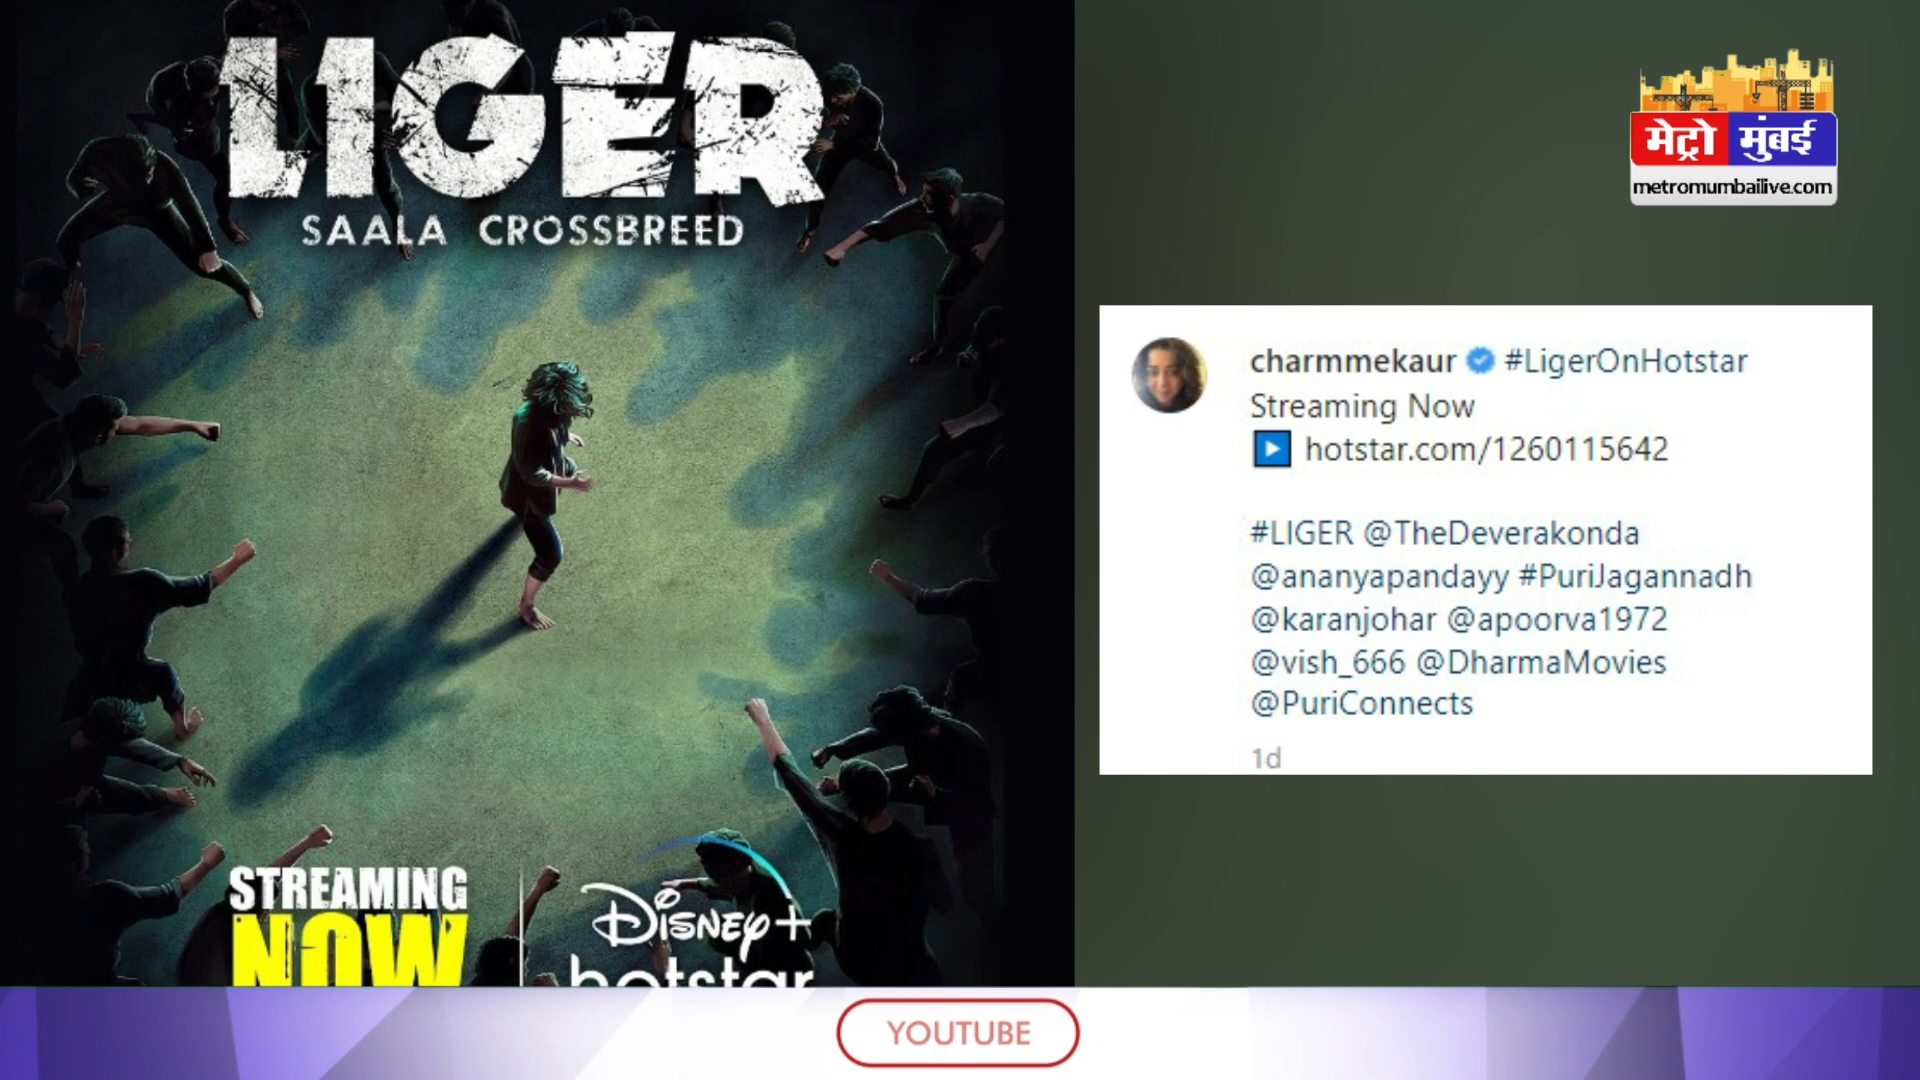 LIGER
SAALA CROSSBREED
STREAMING
NOW
DISNEY+
hotstar
मेट्रो मुंबई
metromumbailive.com
charmmekaur #LigerOnHotstar
Streaming Now
hotstar.com/1260115642
#LIGER @TheDeverakonda
@ananyapandayy #PuriJagannadh
@karanjohar @apoorva1972
@vish_666 @DharmaMovies
@PuriConnects
1d
YOUTUBE